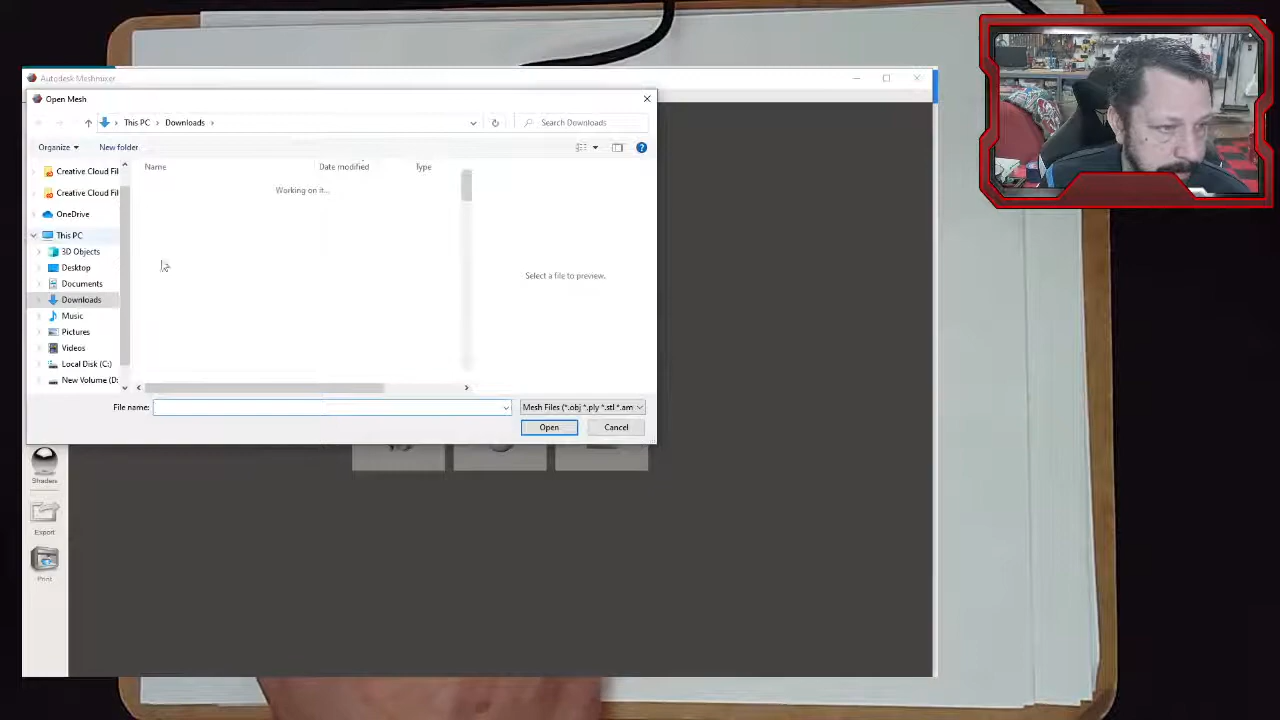 Autodesk Meshmixer
Open Mesh
This PC > Downloads >
Search Downloads
Organize
New folder
Name
Date modified
Type
Creative Cloud Fil
Creative Cloud Fil
OneDrive
This PC
3D Objects
Desktop
Documents
Downloads
Music
Pictures
Videos
Local Disk (C:)
New Volume (D:
Working on it...
Select a file to preview.
File name:
Mesh Files (*.obj *.ply *.stl *.am
Open
Cancel
Shaders
Export
Print